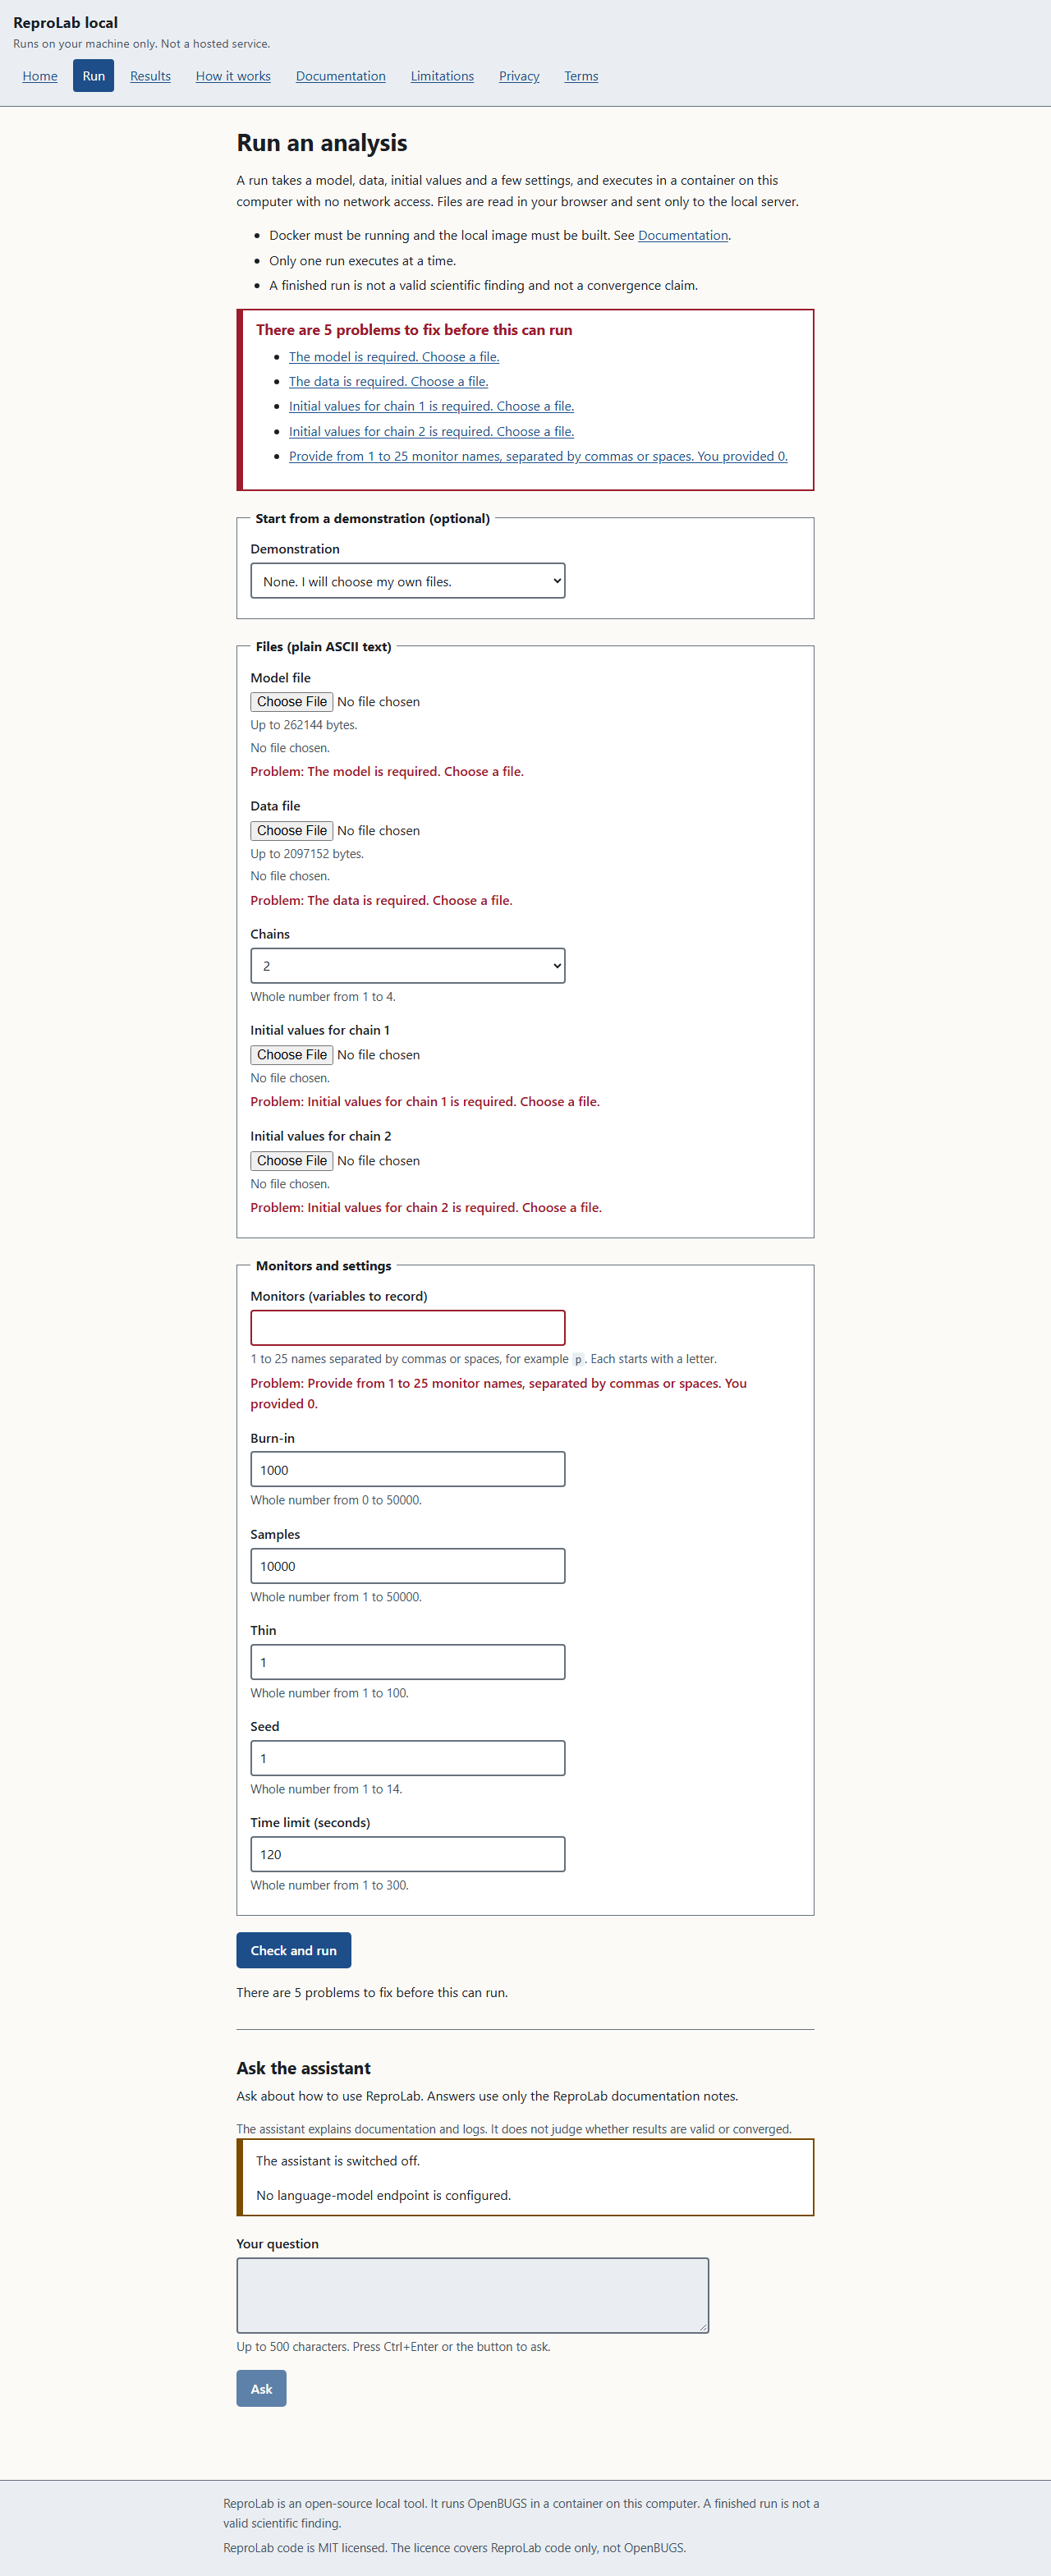 ReproLab local
Runs on your machine only. Not a hosted service.
Home Run Results How it works Documentation Limitations Privacy Terms
Run an analysis
A run takes a model, data, initial values and a few settings, and executes in a container on this
computer with no network access. Files are read in your browser and sent only to the local server.
Docker must be running and the local image must be built. See Documentation.
Only one run executes at a time.
A finished run is not a valid scientific finding and not a convergence claim.
There are 5 problems to fix before this can run
The model is required. Choose a file.
The data is required. Choose a file.
Initial values for chain 1 is required. Choose a file.
Initial values for chain 2 is required. Choose a file.
Provide from 1 to 25 monitor names, separated by commas or spaces. You provided 0.
Start from a demonstration (optional)
Demonstration
None. I will choose my own files.
Files (plain ASCII text)
Model file
Choose File No file chosen
Up to 262144 bytes.
No file chosen.
Problem: The model is required. Choose a file.
Data file
Choose File No file chosen
Up to 2097152 bytes.
No file chosen.
Problem: The data is required. Choose a file.
Chains
2
Whole number from 1 to 4.
Initial values for chain 1
Choose File No file chosen
No file chosen.
Problem: Initial values for chain 1 is required. Choose a file.
Initial values for chain 2
Choose File No file chosen
No file chosen.
Problem: Initial values for chain 2 is required. Choose a file.
Monitors and settings
Monitors (variables to record)
1 to 25 names separated by commas or spaces, for example p. Each starts with a letter.
Problem: Provide from 1 to 25 monitor names, separated by commas or spaces. You
provided 0.
Burn-in
1000
Whole number from 0 to 50000.
Samples
10000
Whole number from 1 to 50000.
Thin
1
Whole number from 1 to 100.
Seed
1
Whole number from 1 to 14.
Time limit (seconds)
120
Whole number from 1 to 300.
Check and run
There are 5 problems to fix before this can run.
Ask the assistant
Ask about how to use ReproLab. Answers use only the ReproLab documentation notes.
The assistant explains documentation and logs. It does not judge whether results are valid or converged.
The assistant is switched off.
No language-model endpoint is configured.
Your question
Up to 500 characters. Press Ctrl+Enter or the button to ask.
Ask
ReproLab is an open-source local tool. It runs OpenBUGS in a container on this computer. A finished run is not a
valid scientific finding.
ReproLab code is MIT licensed. The licence covers ReproLab code only, not OpenBUGS.